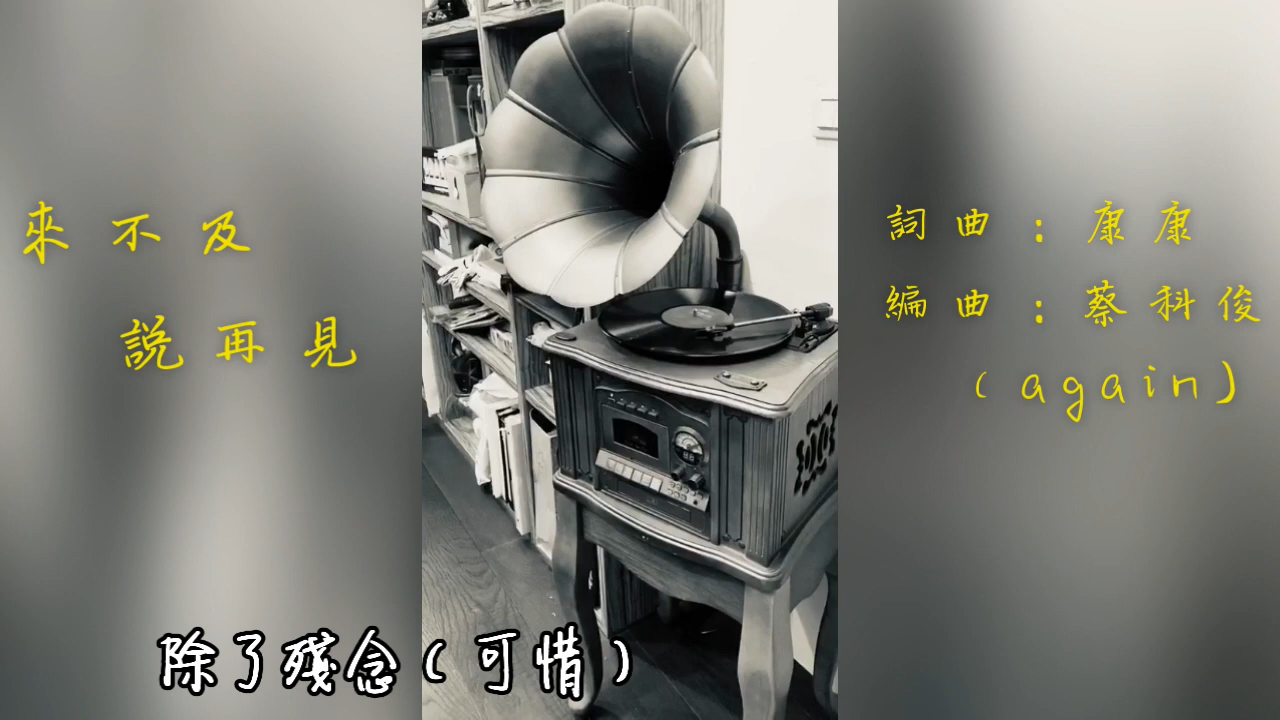 來不及
說再見
詞曲：康康
編曲：蔡科俊
（again）
除了殘念（可惜）